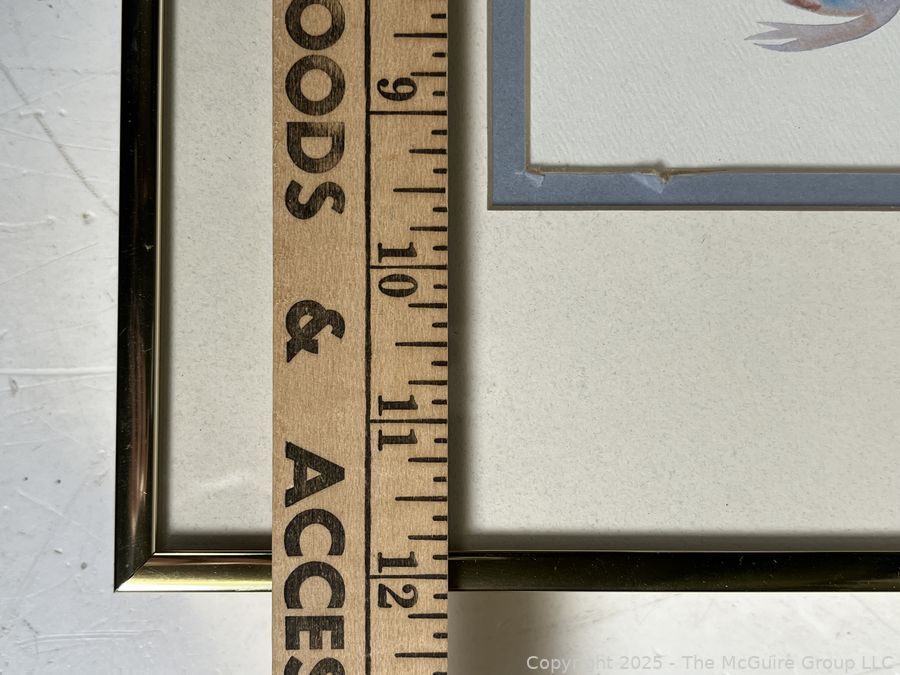 OODS & ACCES
9
10
11
12
Copyright 2025 - The McGuire Group LLC